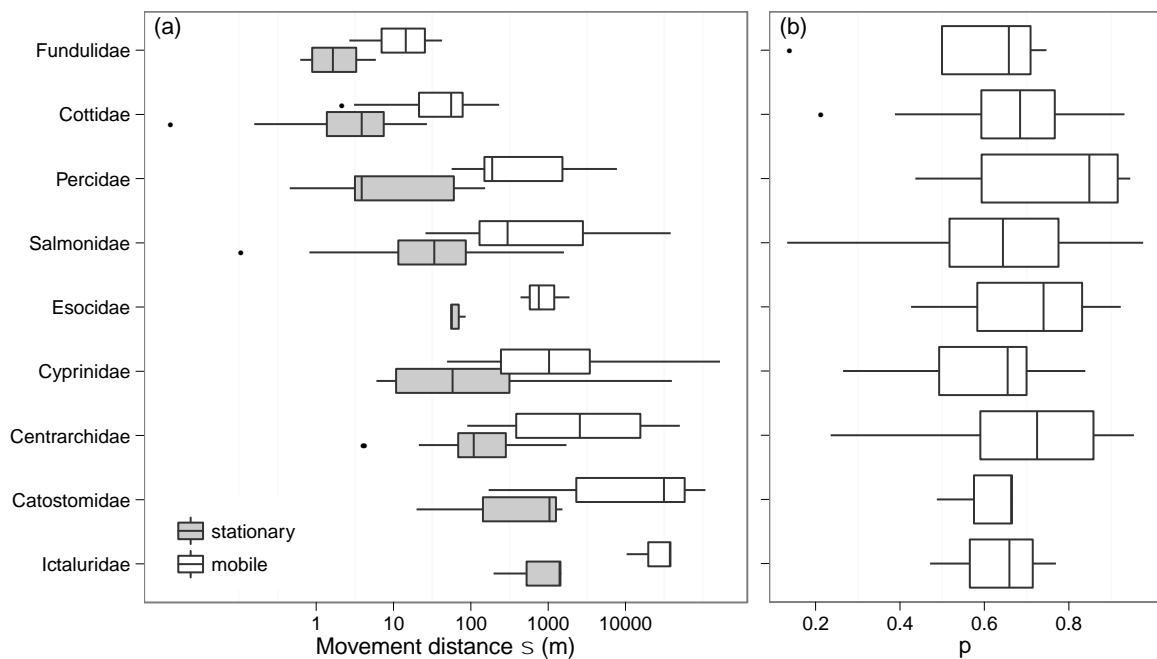 (a)
(b)
Fundulidae
Cottidae
Percidae
Salmonidae
Esocidae
Cyprinidae
Centrarchidae
Catostomidae
Ictaluridae
stationary
mobile
1 10 100 1000 10000
0.2 0.4 0.6 0.8
Movement distance s (m)
p